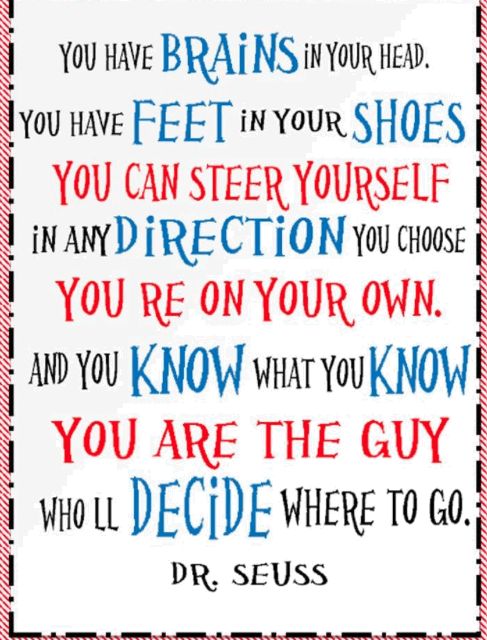 YOU HAVE BRAiNS iN YOUR HEAD.
YOU HAVE FEET iN YOUR SHOES
YOU CAN STEER YOURSELF
iN ANY DiRECTiON YOU CHOOSE
YOU RE ON YOUR OWN.
AND YOU KNOW WHAT YOU KNOW
YOU ARE THE GUY
WHO LL DECiDE WHERE TO GO.
DR. SEUSS